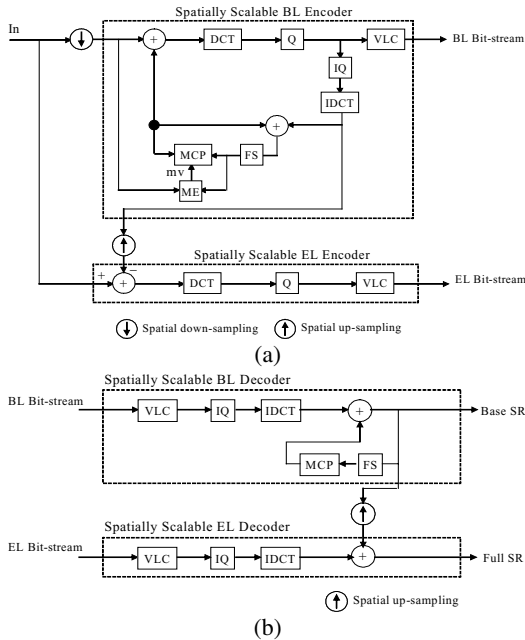 Spatially Scalable BL Encoder
In
DCT
Q
VLC
BL Bit-stream
IQ
IDCT
MCP
FS
mv
ME
Spatially Scalable EL Encoder
DCT
Q
VLC
EL Bit-stream
Spatial down-sampling
Spatial up-sampling
(a)
Spatially Scalable BL Decoder
BL Bit-stream
VLC
IQ
IDCT
Base SR
MCP
FS
Spatially Scalable EL Decoder
EL Bit-stream
VLC
IQ
IDCT
Full SR
Spatial up-sampling
(b)